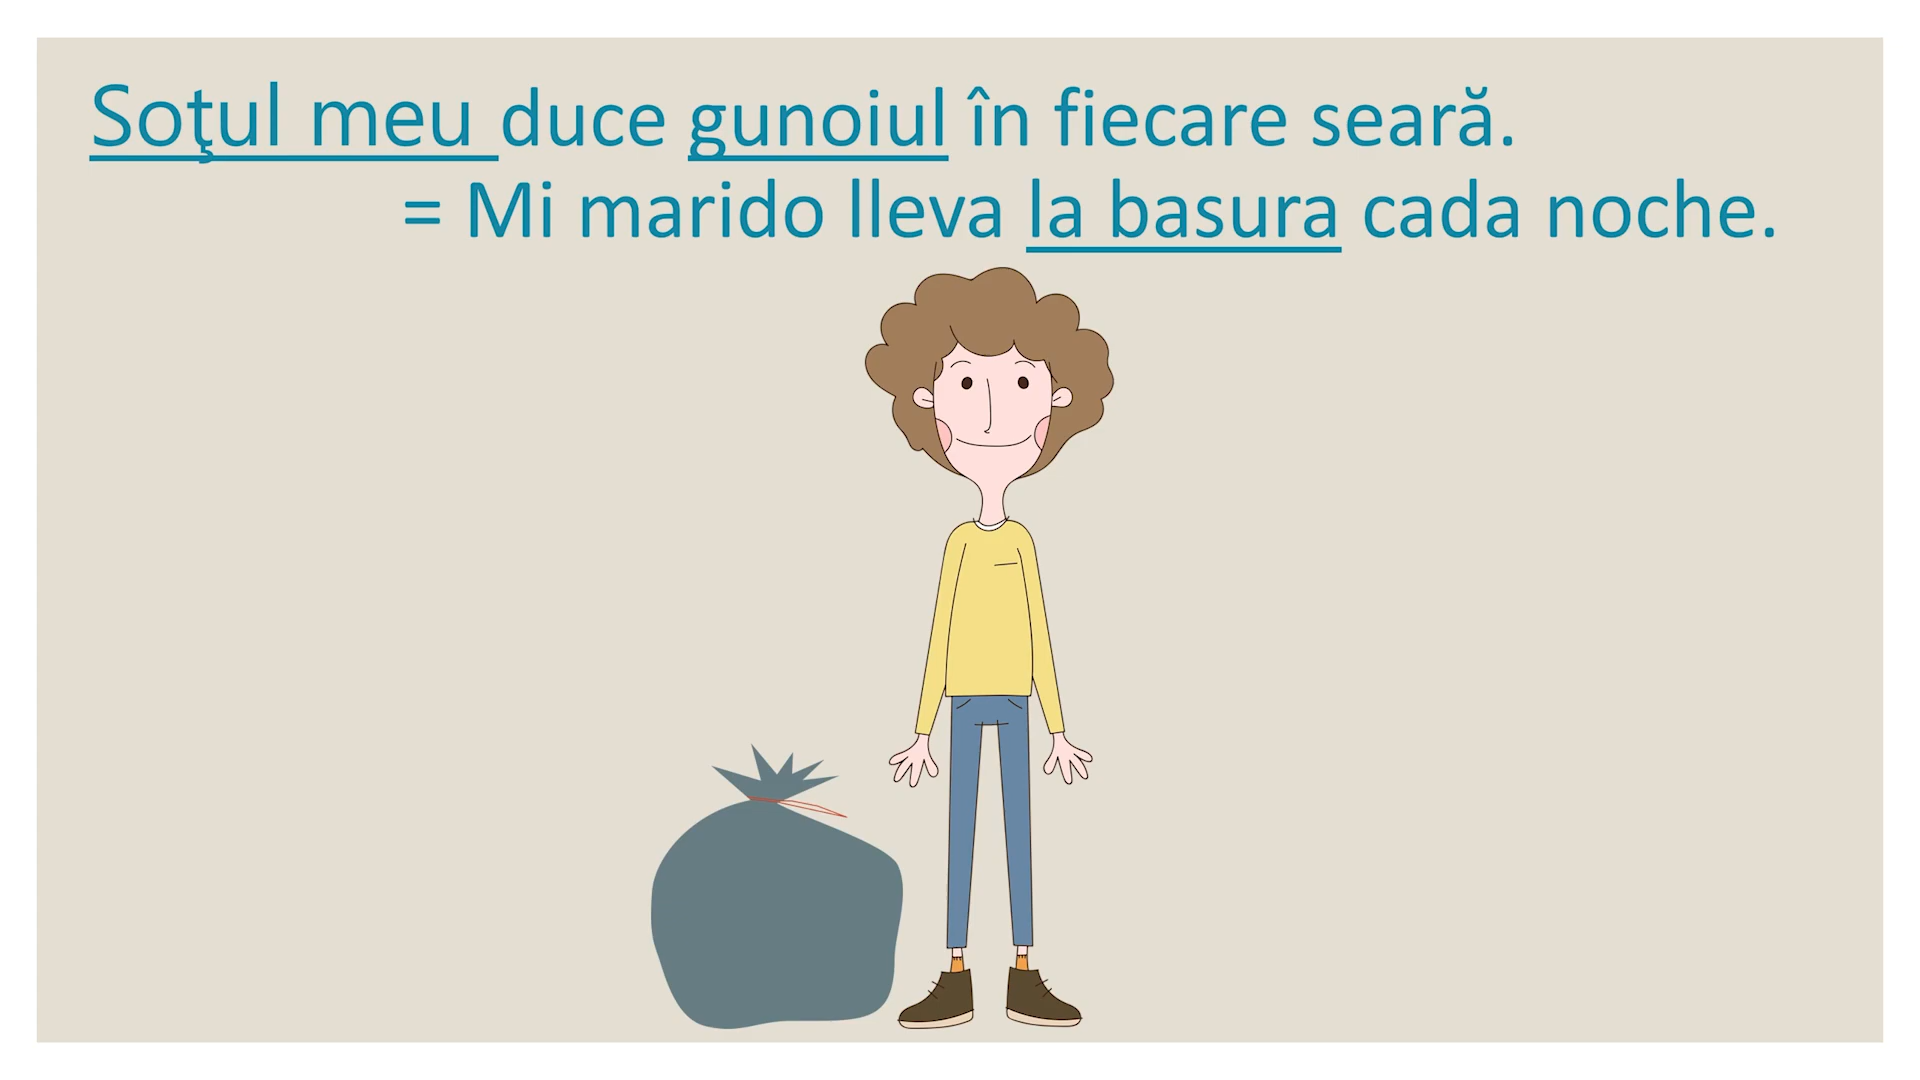 Soţul meu duce gunoiul în fiecare seară.
= Mi marido lleva la basura cada noche.